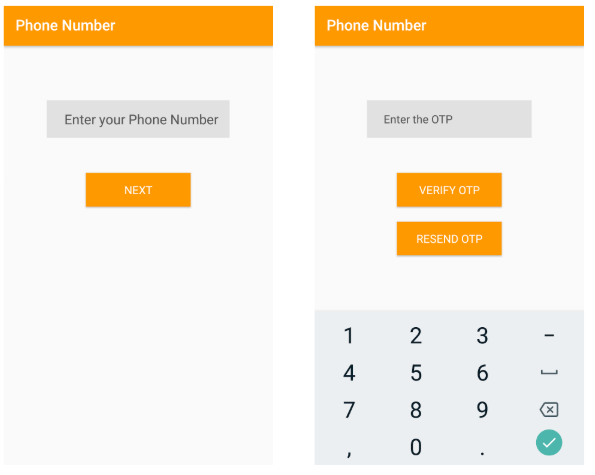 Phone Number
Enter your Phone Number
NEXT
Phone Number
Enter the OTP
VERIFY OTP
RESEND OTP
1 2 3 -
4 5 6
7 8 9
, 0 .